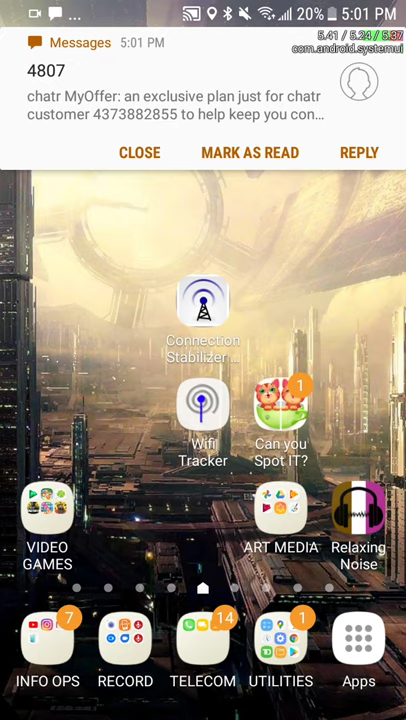 20% 5:01 PM
5.41 / 5.24 / 5.37
com.android.systemui
Messages 5:01 PM
4807
chatr MyOffer: an exclusive plan just for chatr
customer 4373882855 to help keep you con...
CLOSE MARK AS READ REPLY
Connection
Stabilizer ...
Wifi
Tracker
1
Can you
Spot IT?
VIDEO
GAMES
ART MEDIA
Relaxing
Noise
7
14
1
INFO OPS
RECORD
TELECOM
UTILITIES
Apps